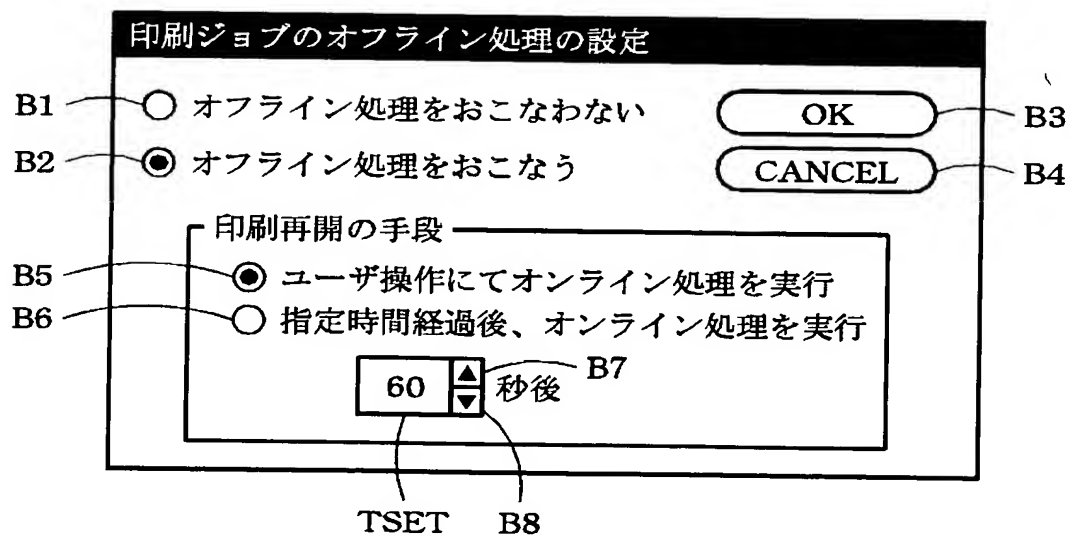 印刷ジョブのオフライン処理の設定
B1 オフライン処理をおこなわない OK B3
B2 オフライン処理をおこなう CANCEL B4
印刷再開の手段
B5 ユーザ操作にてオンライン処理を実行
B6 指定時間経過後、オンライン処理を実行
60 秒後 B7
TSET B8